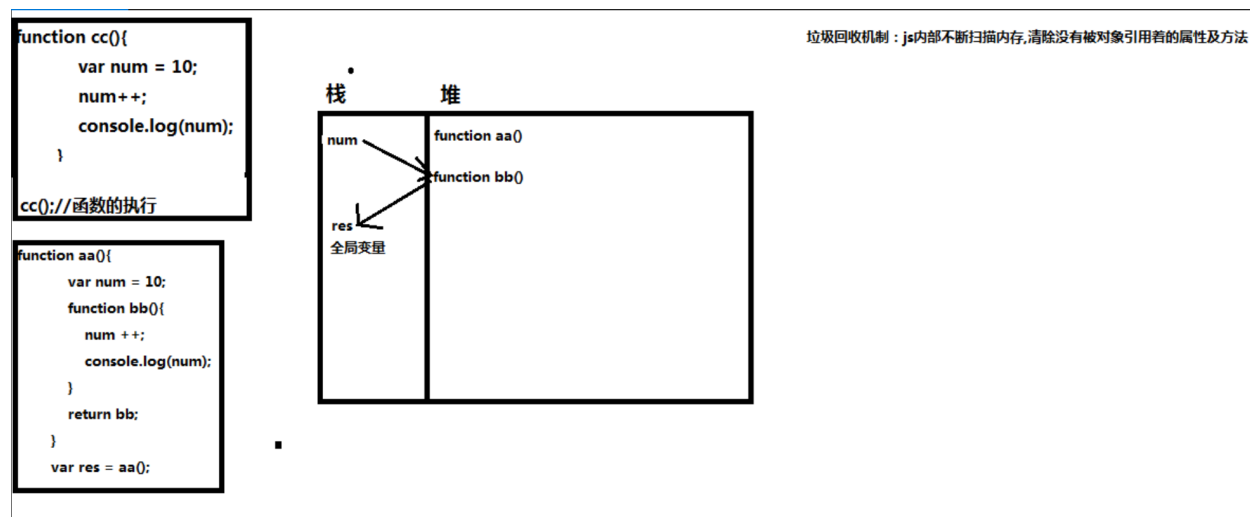 function cc(){
var num = 10;
num++;
console.log(num);
}
cc();//函数的执行
function aa(){
var num = 10;
function bb(){
num ++;
console.log(num);
}
return bb;
}
var res = aa();
栈 堆
num
function aa()
function bb()
res
全局变量
垃圾回收机制：js内部不断扫描内存,清除没有被对象引用着的属性及方法